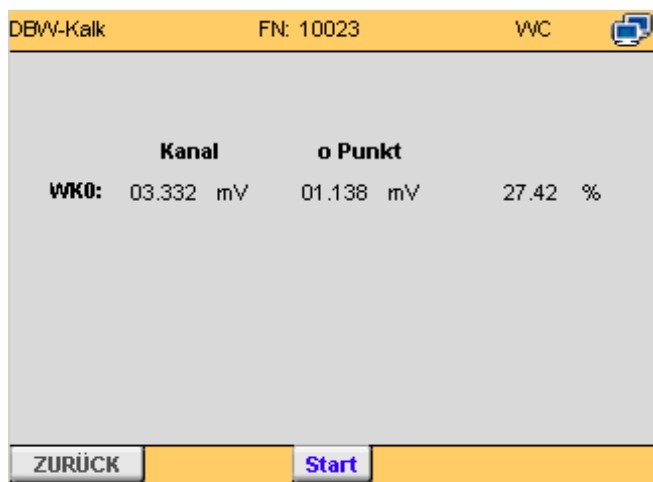 DBW-Kalk FN: 10023 WC
Kanal o Punkt
WK0: 03.332 mV 01.138 mV 27.42 %
ZURÜCK Start